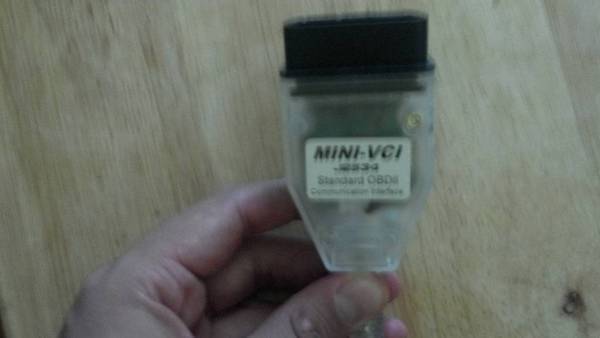 MINI-VCI
J2534
Standard OBDII
Communication Interface